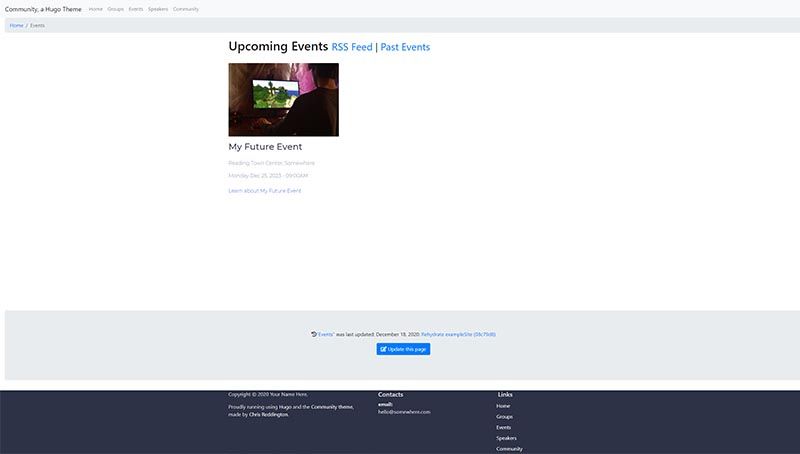 Community, a Hugo Theme Home Groups Events Speakers Community
Home / Events
Upcoming Events RSS Feed | Past Events
My Future Event
Reading Town Center, Somewhere
Monday Dec 25, 2023 - 09:00AM
Learn about My Future Event
"Events" was last updated: December 18, 2020: Rehydrate exampleSite
Update this page
Copyright © 2020 Your Name Here.
Proudly running using Hugo and the Community theme,
made by Chris Reddington.
Contacts
email:
hello@somewhere.com
Links
Home
Groups
Events
Speakers
Community